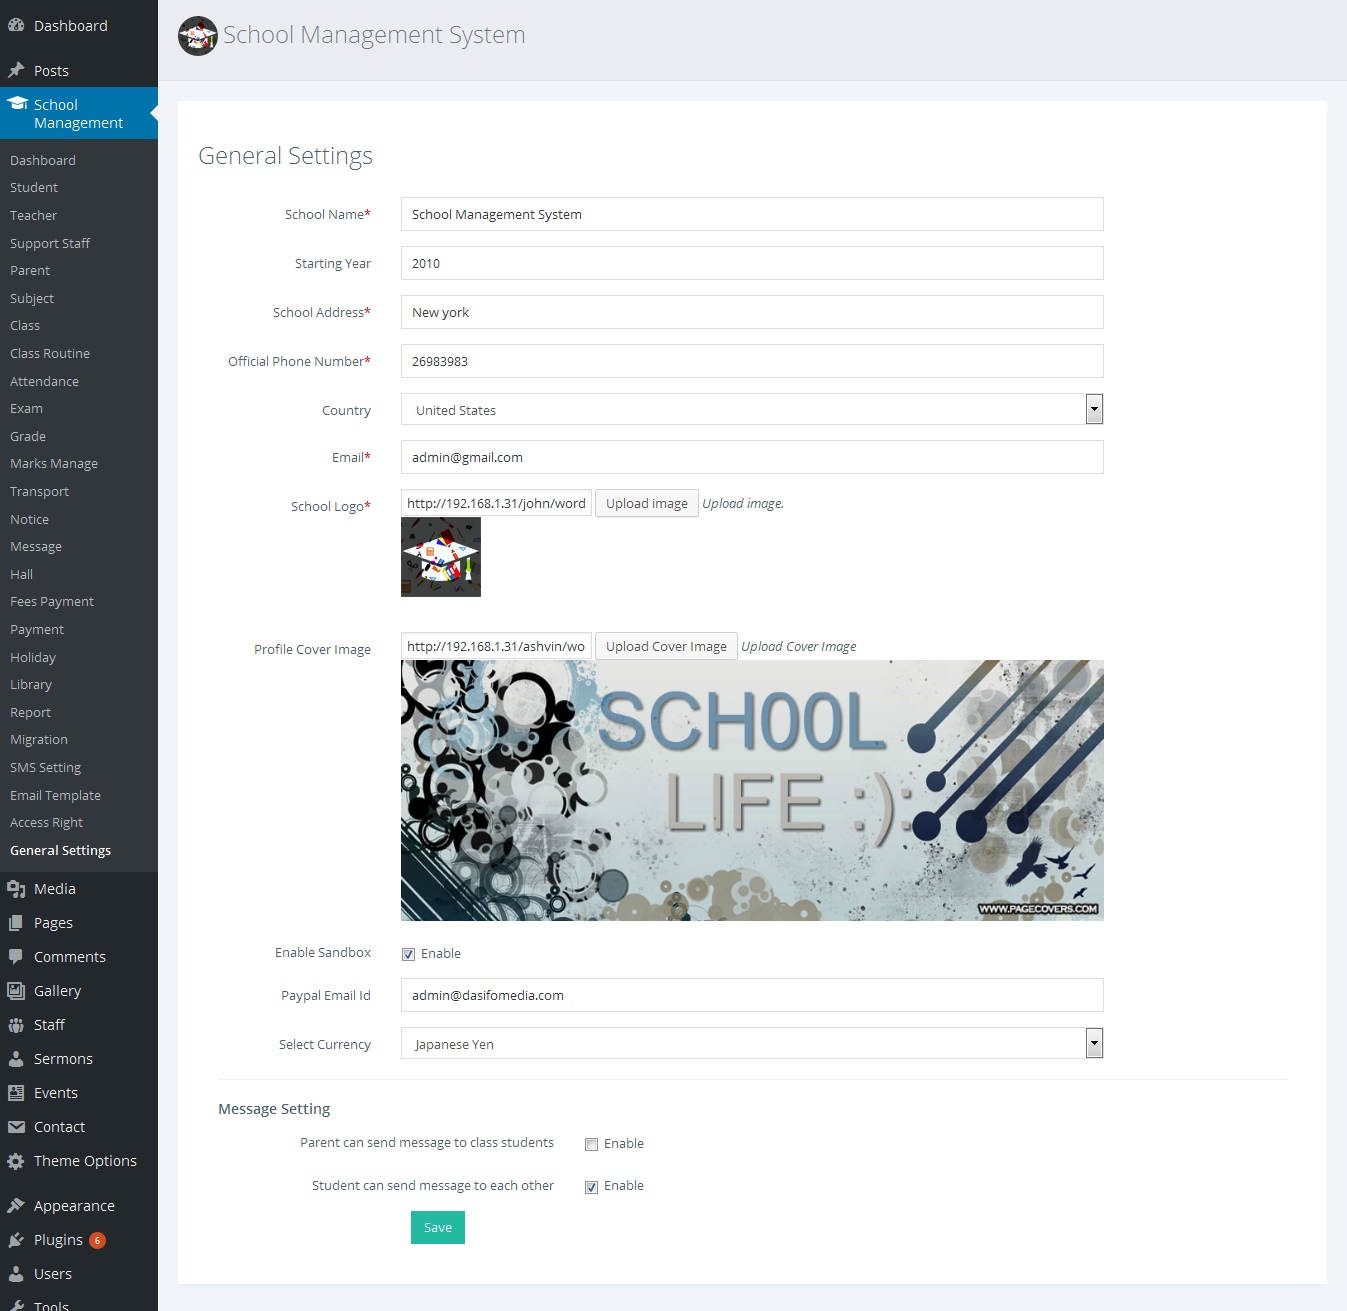 Dashboard
Posts
School
Management
Dashboard
Student
Teacher
Support Staff
Parent
Subject
Class
Class Routine
Attendance
Exam
Grade
Marks Manage
Transport
Notice
Message
Hall
Fees Payment
Payment
Holiday
Library
Report
Migration
SMS Setting
Email Template
Access Right
General Settings
Media
Pages
Comments
Gallery
Staff
Sermons
Events
Contact
Theme Options
Appearance
Plugins 6
Users
Tools
School Management System
General Settings
School Name* School Management System
Starting Year 2010
School Address* New york
Official Phone Number* 26983983
Country United States
Email* admin@gmail.com
School Logo* http://192.168.1.31/john/word Upload image Upload image.
Profile Cover Image http://192.168.1.31/ashvin/wo Upload Cover Image Upload Cover Image
SCHOOL
LIFE :):
WWW.PAGECOVERS.COM
Enable Sandbox Enable
Paypal Email Id admin@dasifomedia.com
Select Currency Japanese Yen
Message Setting
Parent can send message to class students Enable
Student can send message to each other Enable
Save